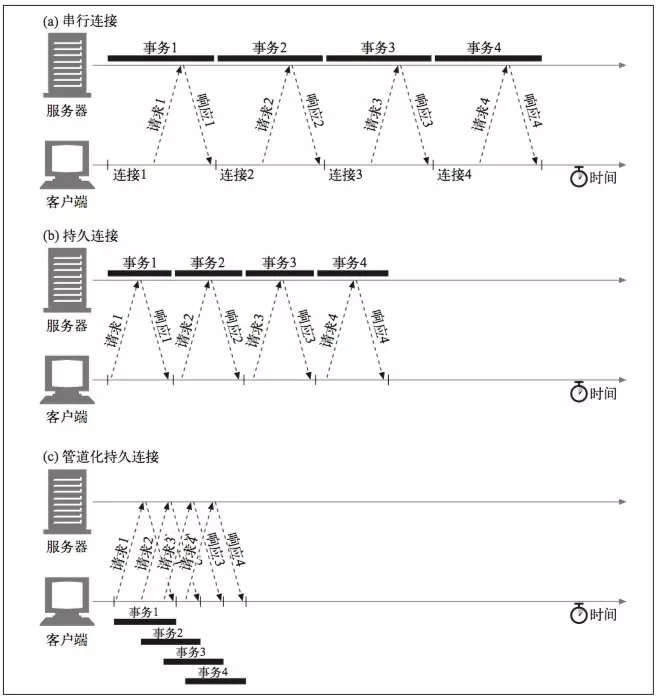 (a) 串行连接
事务1 事务2 事务3 事务4
服务器
请求1 响应1 请求2 响应2 请求3 响应3 请求4 响应4
连接1 连接2 连接3 连接4
时间
客户端
(b) 持久连接
事务1 事务2 事务3 事务4
服务器
请求1 响应1 请求2 响应2 请求3 响应3 请求4 响应4
时间
客户端
(c) 管道化持久连接
服务器
请求1 请求2 请求3 请求4 响应3 响应4
时间
客户端
事务1
事务2
事务3
事务4